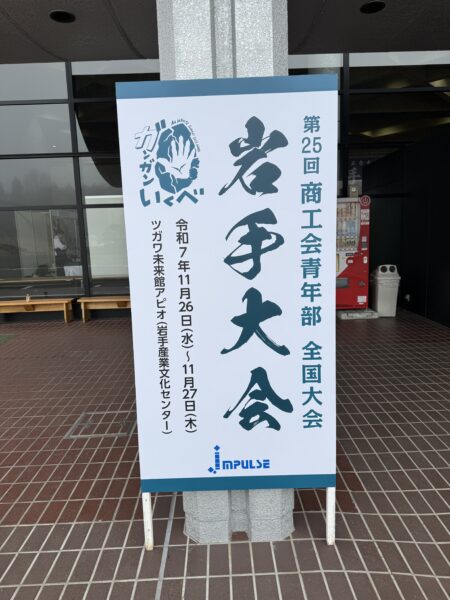 第25回 商工会青年部 全国大会
岩手大会
ガンガン
いくべ
令和7年11月26日(水)～11月27日(木)
ツガワ未来館アピオ(岩手産業文化センター)
IMPULSE